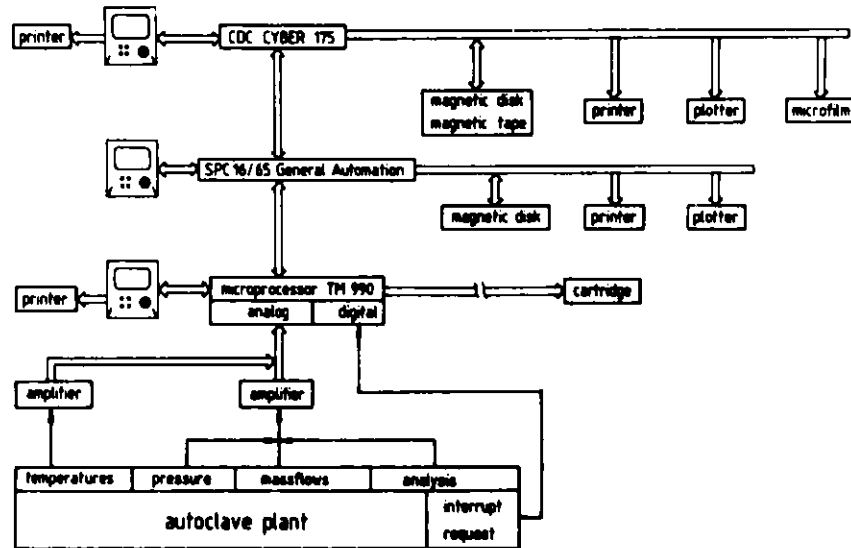 printer
CDC CYBER 175
magnetic disk
magnetic tape
printer
plotter
microfilm
SPC 16/65 General Automation
magnetic disk
printer
plotter
printer
microprocessor TM 990
analog
digital
cartridge
amplifier
amplifier
temperatures
pressure
massflows
analysis
autoclave plant
interrupt
request